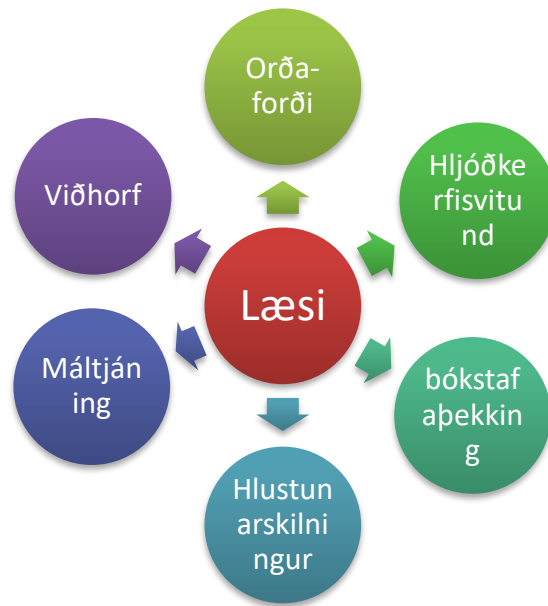 Orða-
forði
Hljóðke
rfisvitu
nd
bókstaf
aþekkin
g
Hlustun
arskilni
ngur
Máltján
ing
Viðhorf
Læsi